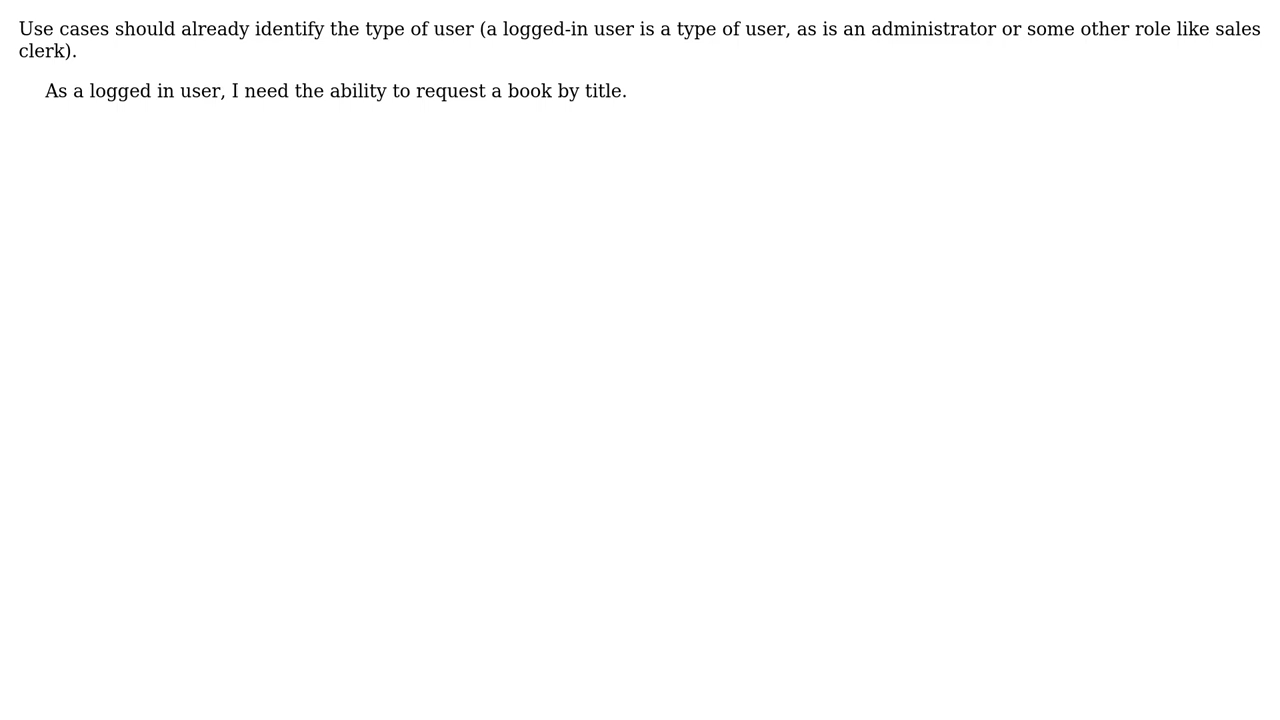 Use cases should already identify the type of user (a logged-in user is a type of user, as is an administrator or some other role like sales
clerk).
As a logged in user, I need the ability to request a book by title.